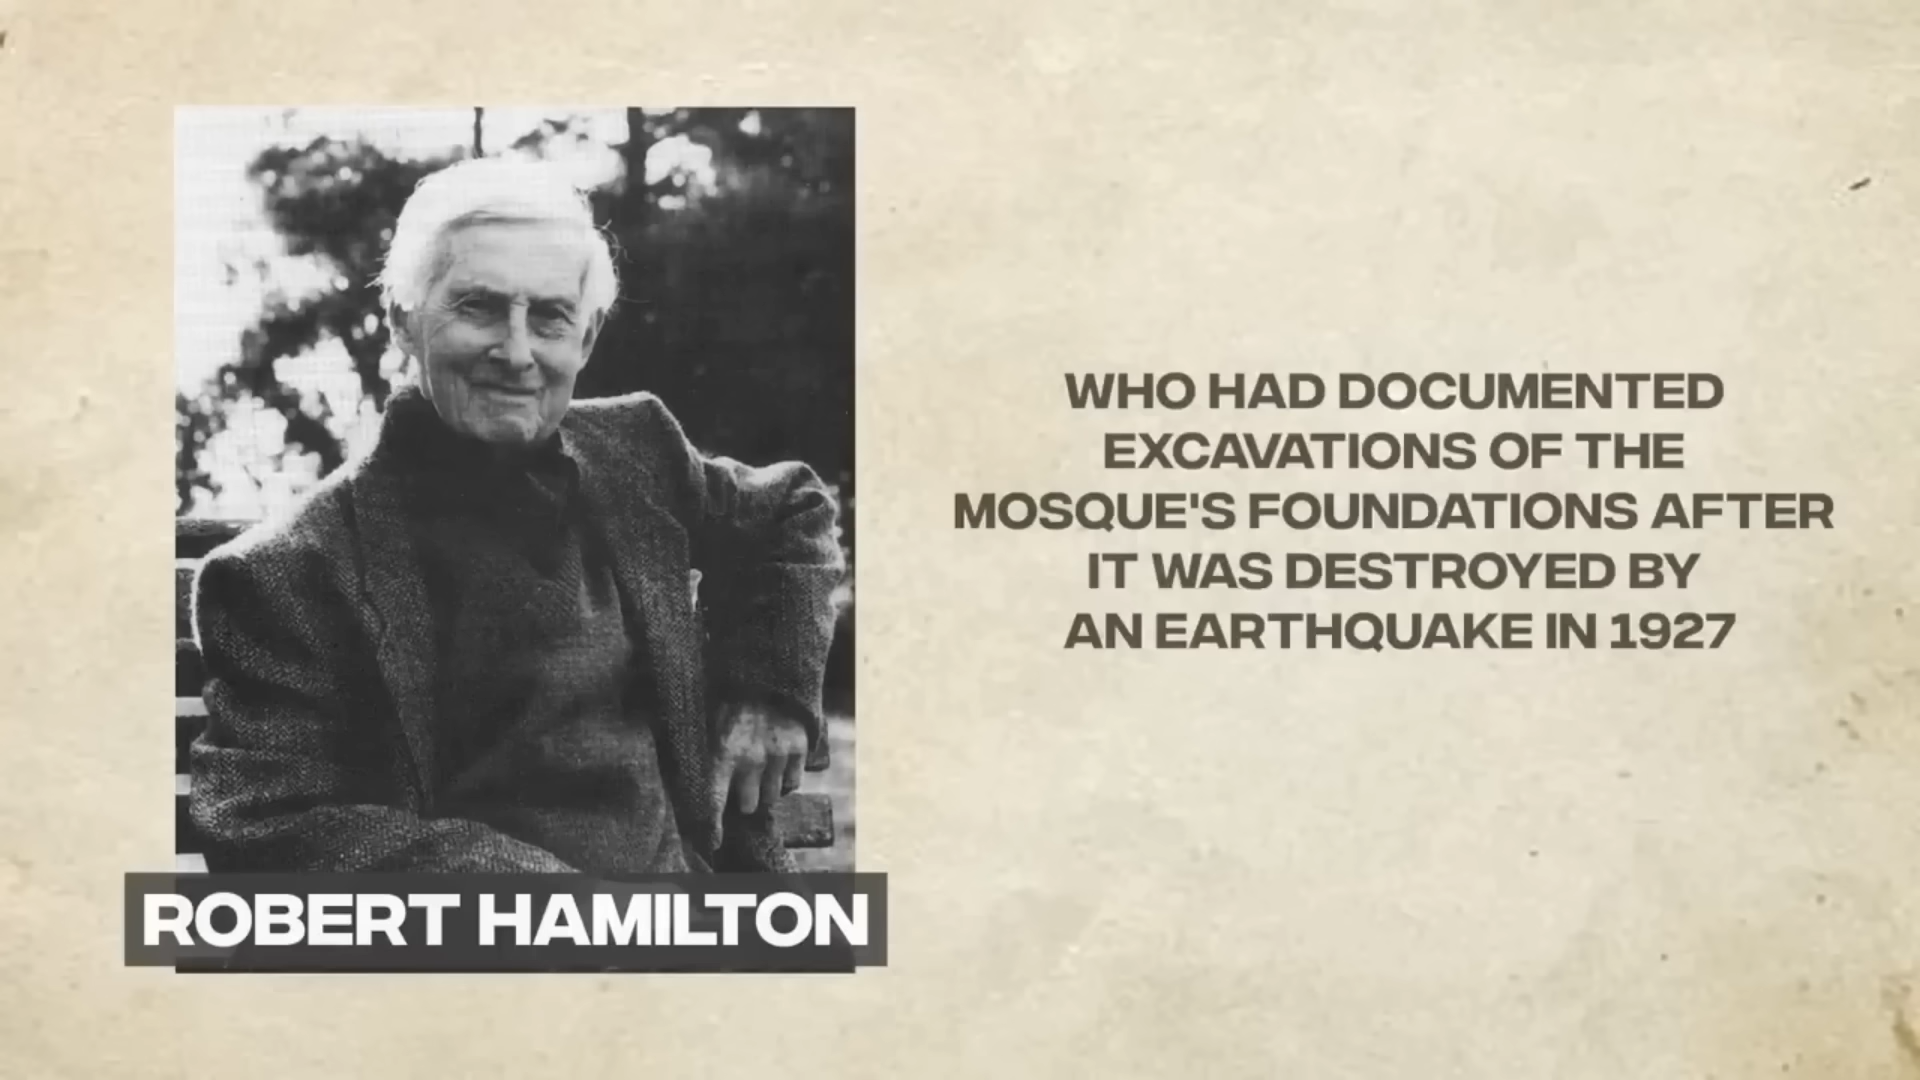 ROBERT HAMILTON
WHO HAD DOCUMENTED
EXCAVATIONS OF THE
MOSQUE'S FOUNDATIONS AFTER
IT WAS DESTROYED BY
AN EARTHQUAKE IN 1927